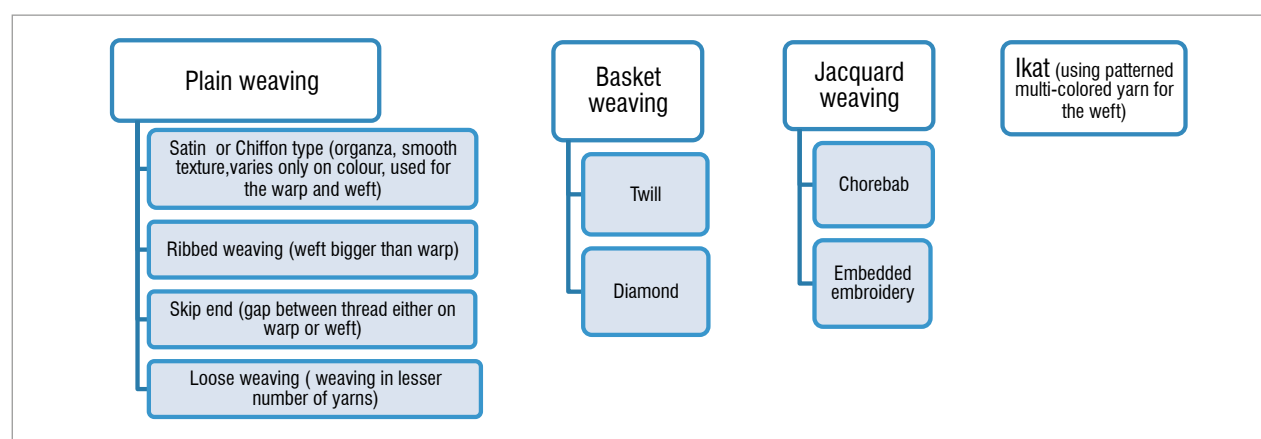 Plain weaving
Satin or Chiffon type (organza, smooth
texture,varies only on colour, used for
the warp and weft)
Ribbed weaving (weft bigger than warp)
Skip end (gap between thread either on
warp or weft)
Loose weaving ( weaving in lesser
number of yarns)
Basket
weaving
Twill
Diamond
Jacquard
weaving
Chorebab
Embedded
embroidery
Ikat (using patterned
multi-colored yarn for
the weft)